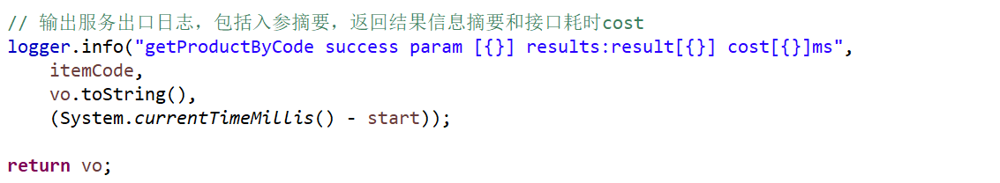 // 输出服务出口日志，包括入参摘要，返回结果信息摘要和接口耗时cost
logger.info("getProductByCode success param [{}] results:result[{}] cost[{}]ms",
    itemCode,
    vo.toString(),
    (System.currentTimeMillis() - start));
return vo;